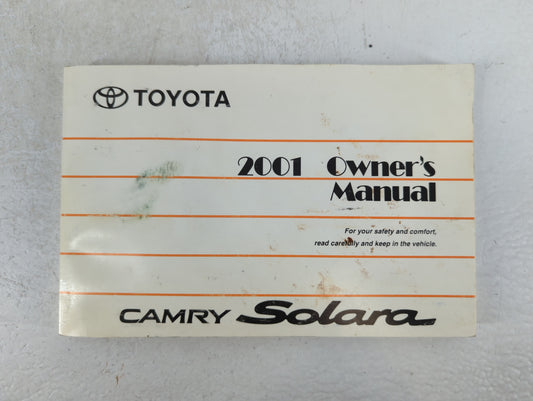 TOYOTA
2001 Owner's
Manual
For your safety and comfort,
read carefully and keep in the vehicle.
CAMRY Solara